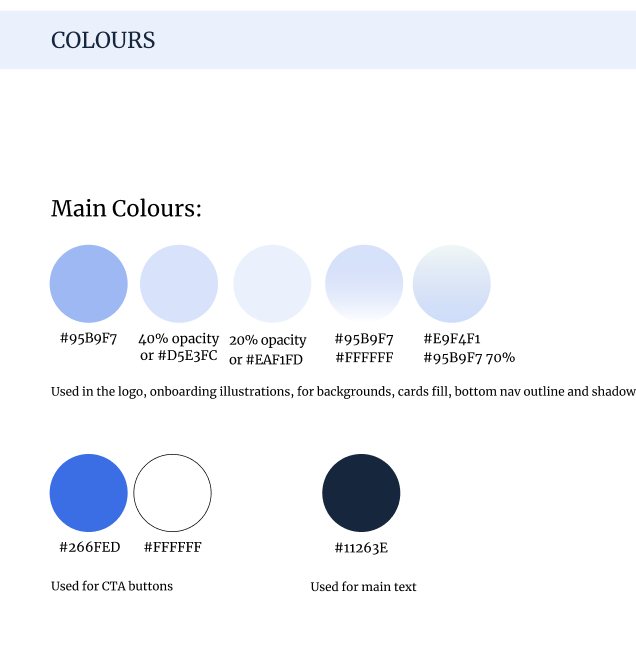 COLOURS
Main Colours:
#95B9F7
40% opacity
or #D5E3FC
20% opacity
or #EAF1FD
#95B9F7
#FFFFFF
#E9F4F1
#95B9F7 70%
Used in the logo, onboarding illustrations, for backgrounds, cards fill, bottom nav outline and shadow
#266FED
#FFFFFF
#11263E
Used for CTA buttons
Used for main text